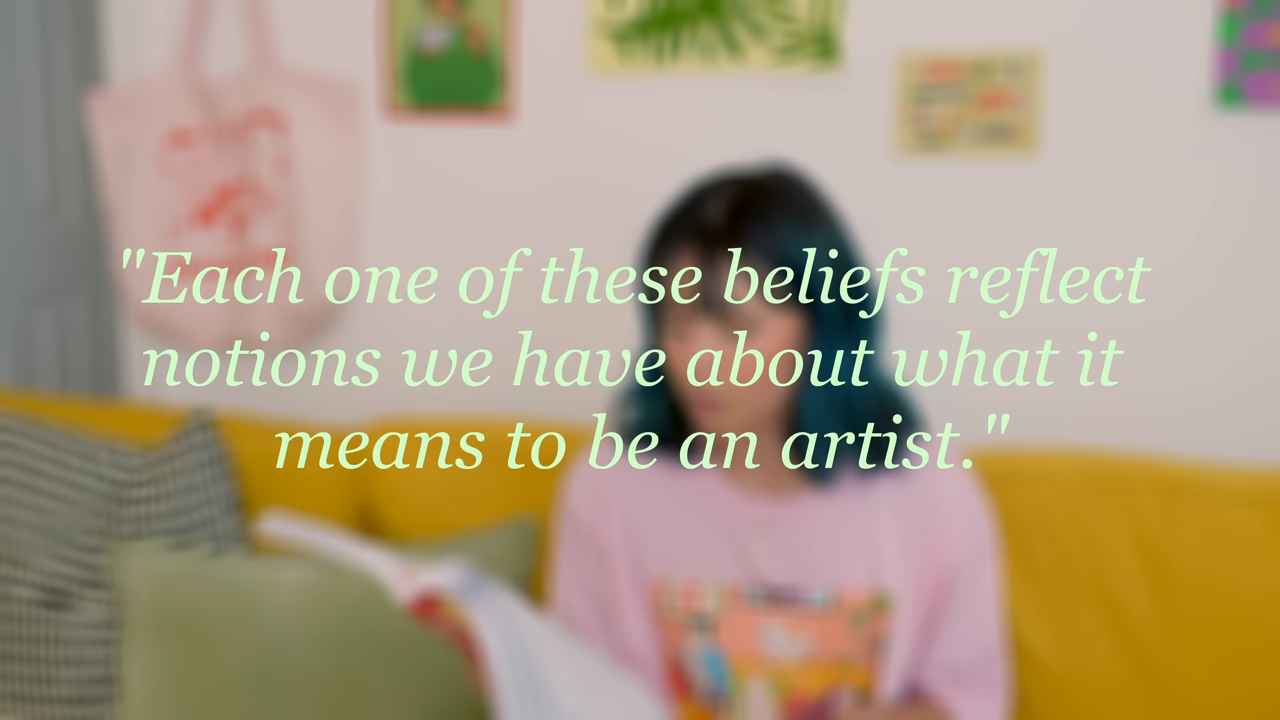 "Each one of these beliefs reflect
notions we have about what it
means to be an artist."